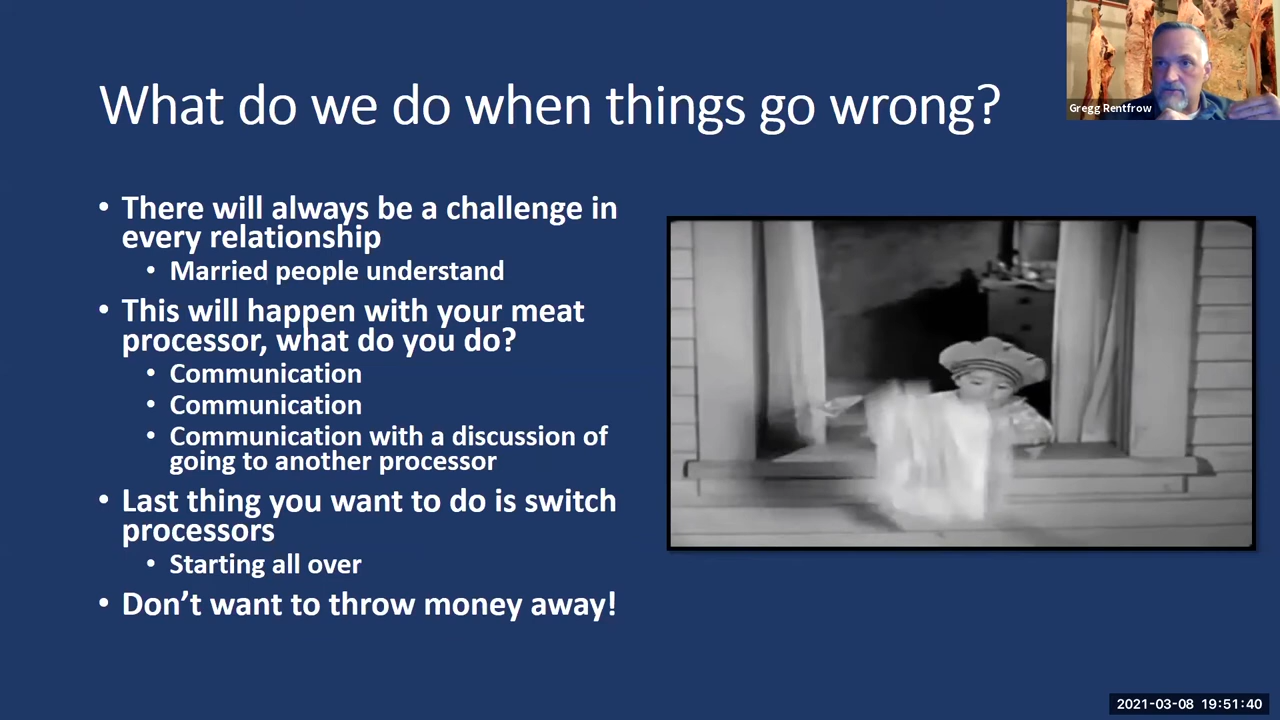 What do we do when things go wrong?
Gregg Rentfrow
• There will always be a challenge in
every relationship
• Married people understand
• This will happen with your meat
processor, what do you do?
• Communication
• Communication
• Communication with a discussion of
going to another processor
• Last thing you want to do is switch
processors
• Starting all over
• Don’t want to throw money away!
2021-03-08 19:51:40